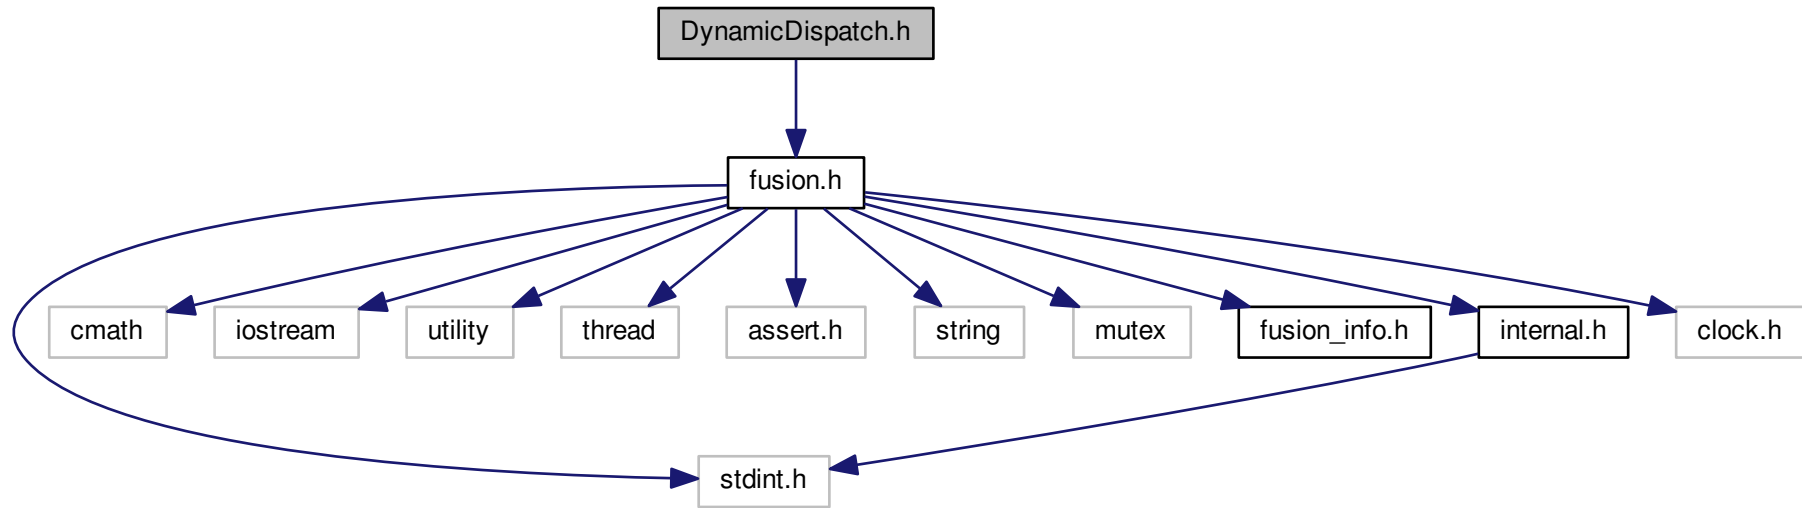 DynamicDispatch.h
fusion.h
cmath
iostream
utility
thread
assert.h
string
mutex
fusion_info.h
internal.h
clock.h
stdint.h